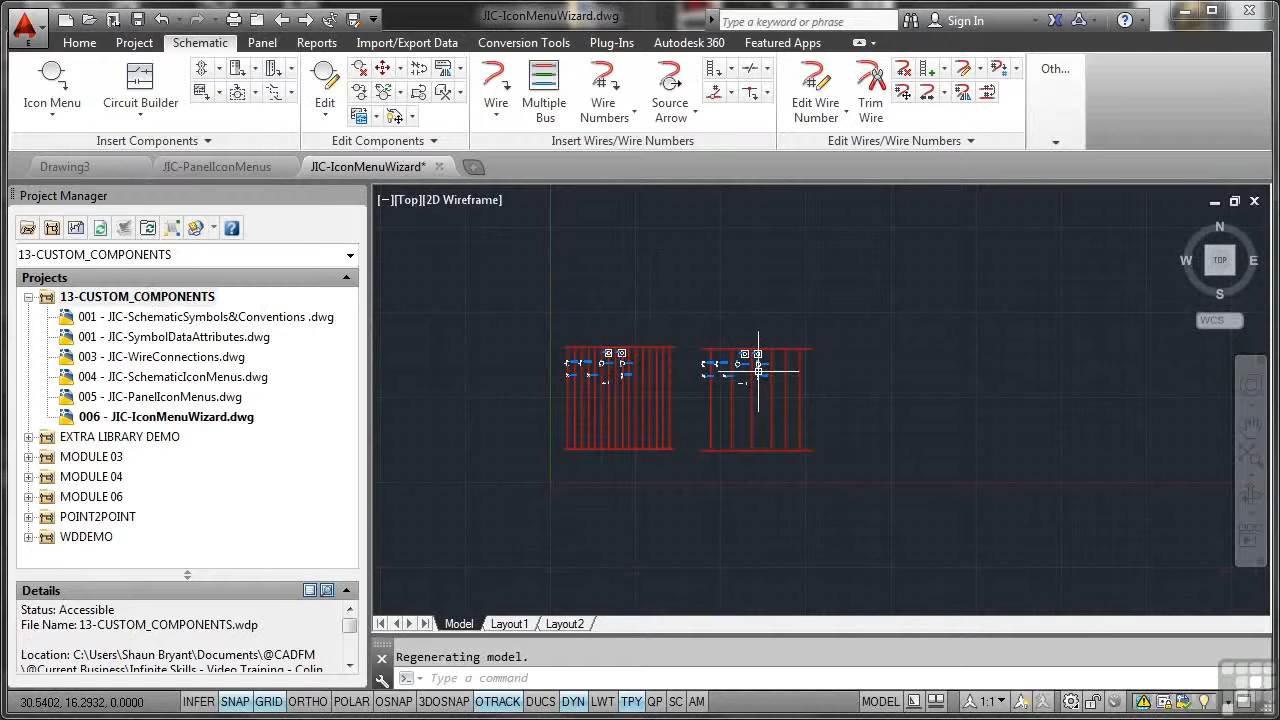 JIC-IconMenuWizard.dwg
Type a keyword or phrase
Sign In
E
Home Project Schematic Panel Reports Import/Export Data Conversion Tools Plug-Ins Autodesk 360 Featured Apps
Icon Menu Circuit Builder Edit Wire Multiple Bus Wire Numbers Source Arrow Edit Wire Number Trim Wire Oth...
Insert Components Edit Components Insert Wires/Wire Numbers Edit Wires/Wire Numbers
Drawing3 JIC-PanelIconMenus JIC-IconMenuWizard*
Project Manager
[−][Top][2D Wireframe]
13-CUSTOM_COMPONENTS
Projects
13-CUSTOM_COMPONENTS
001 - JIC-SchematicSymbols&Conventions .dwg
001 - JIC-SymbolDataAttributes.dwg
003 - JIC-WireConnections.dwg
004 - JIC-SchematicIconMenus.dwg
005 - JIC-PanelIconMenus.dwg
006 - JIC-IconMenuWizard.dwg
EXTRA LIBRARY DEMO
MODULE 03
MODULE 04
MODULE 06
POINT2POINT
WDDEMO
N
W TOP E
S
WCS
Details
Status: Accessible
File Name: 13-CUSTOM_COMPONENTS.wdp
Location: C:\Users\Shaun Bryant\Documents\@CADFM
\@Current Business\Infinite Skills - Video Training - Colin
Model Layout1 Layout2
Regenerating model.
Type a command
30.5402, 16.2932, 0.0000 INFER SNAP GRID ORTHO POLAR OSNAP 3DOSNAP OTRACK DUCS DYN LWT TPY QP SC AM MODEL 1:1